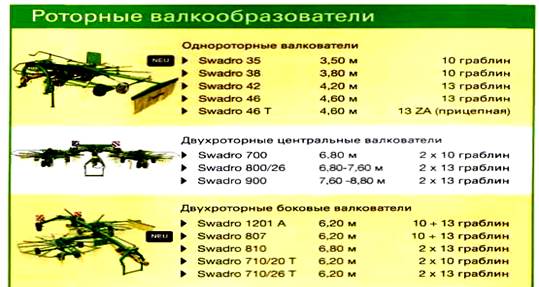 Роторные валкообразователи
Однороторные валкователи
NEU Swadro 35 3,50 м 10 граблин
Swadro 38 3,80 м 10 граблин
Swadro 42 4,20 м 13 граблин
Swadro 46 4,60 м 13 граблин
Swadro 46 T 4,60 м 13 ZA (прицепная)
Двухроторные центральные валкователи
Swadro 700 6,80 м 2 x 10 граблин
Swadro 800/26 6,80-7,60 м 2 x 13 граблин
Swadro 900 7,60 -8,80 м 2 x 13 граблин
Двухроторные боковые валкователи
Swadro 1201 A 6,20 м 10 + 13 граблин
NEU Swadro 807 6,20 м 10 + 13 граблин
Swadro 810 6,80 м 2 x 13 граблин
Swadro 710/20 T 6,20 м 2 x 10 граблин
Swadro 710/26 T 6,20 м 2 x 13 граблин